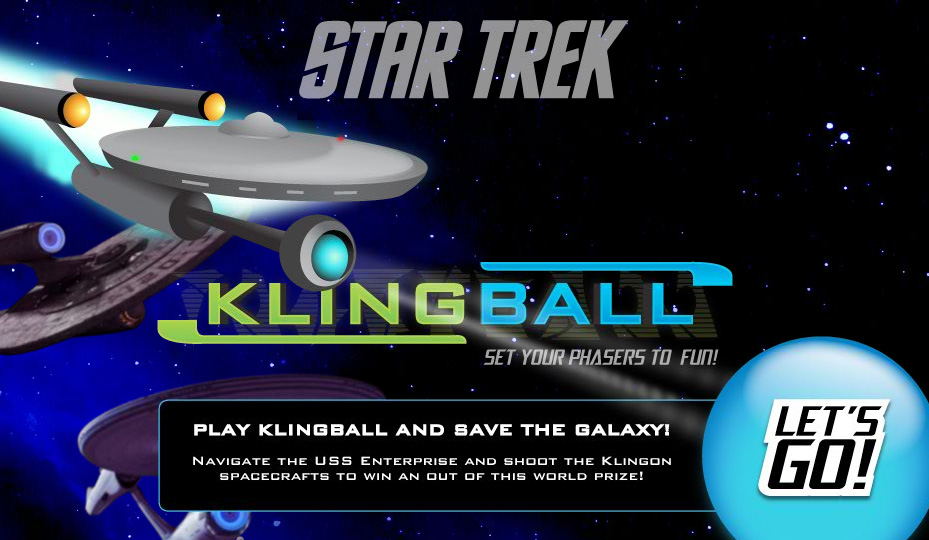 STAR TREK
KLINGBALL
SET YOUR PHASERS TO FUN!
PLAY KLINGBALL AND SAVE THE GALAXY!
NAVIGATE THE USS ENTERPRISE AND SHOOT THE KLINGON
SPACECRAFTS TO WIN AN OUT OF THIS WORLD PRIZE!
LET'S
GO!